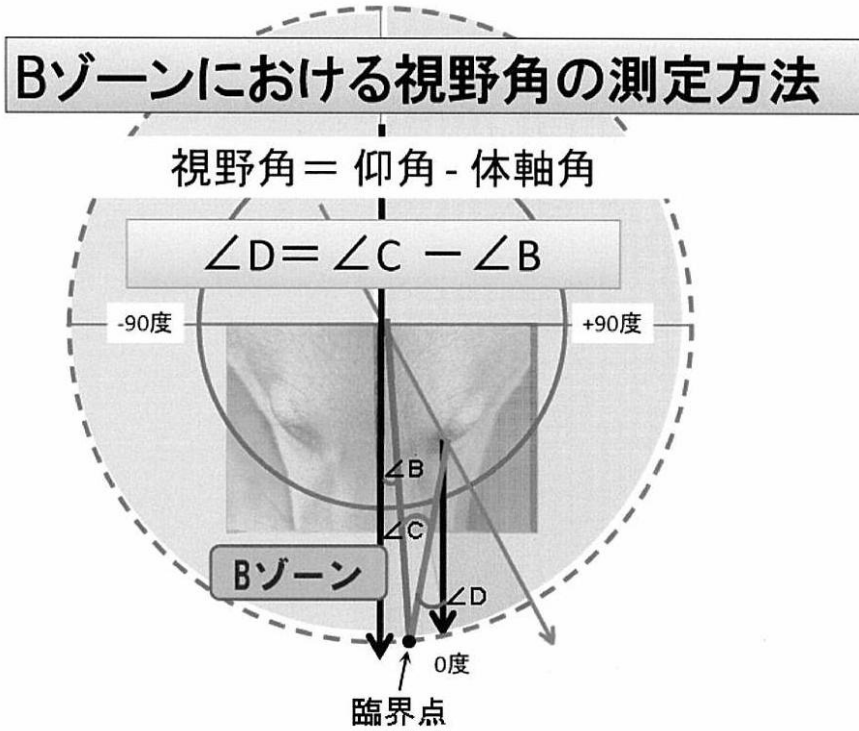 Bゾーンにおける視野角の測定方法
視野角＝ 仰角 - 体軸角
∠D＝∠C －∠B
-90度
+90度
∠B
∠C
Bゾーン
∠D
0度
臨界点